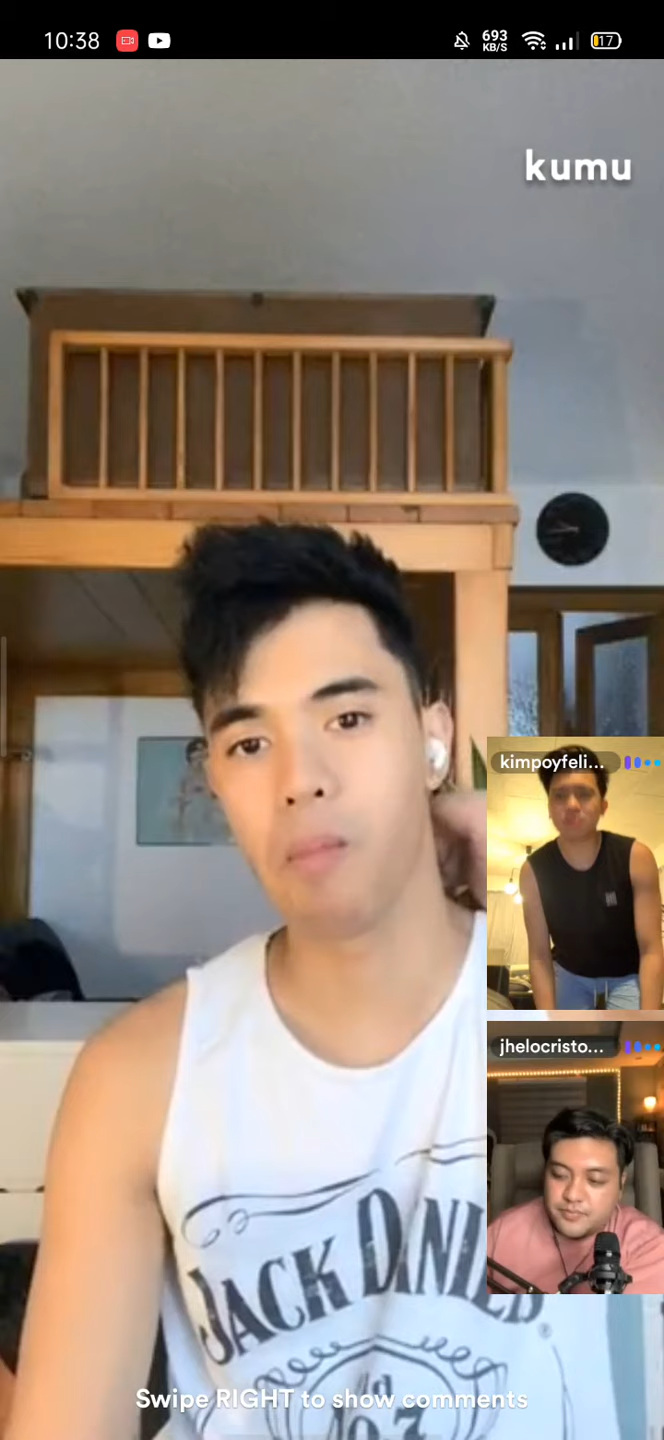 10:38
693
KB/S
17
kumu
kimpoyfeli...
jhelocristo...
JACK DANIEL'S
Swipe RIGHT to show comments